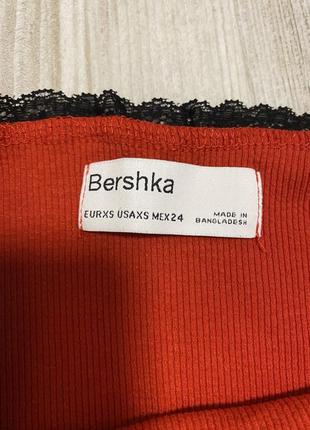 Bershka
EURXS USAXS MEX24
MADE IN
BANGLADESH